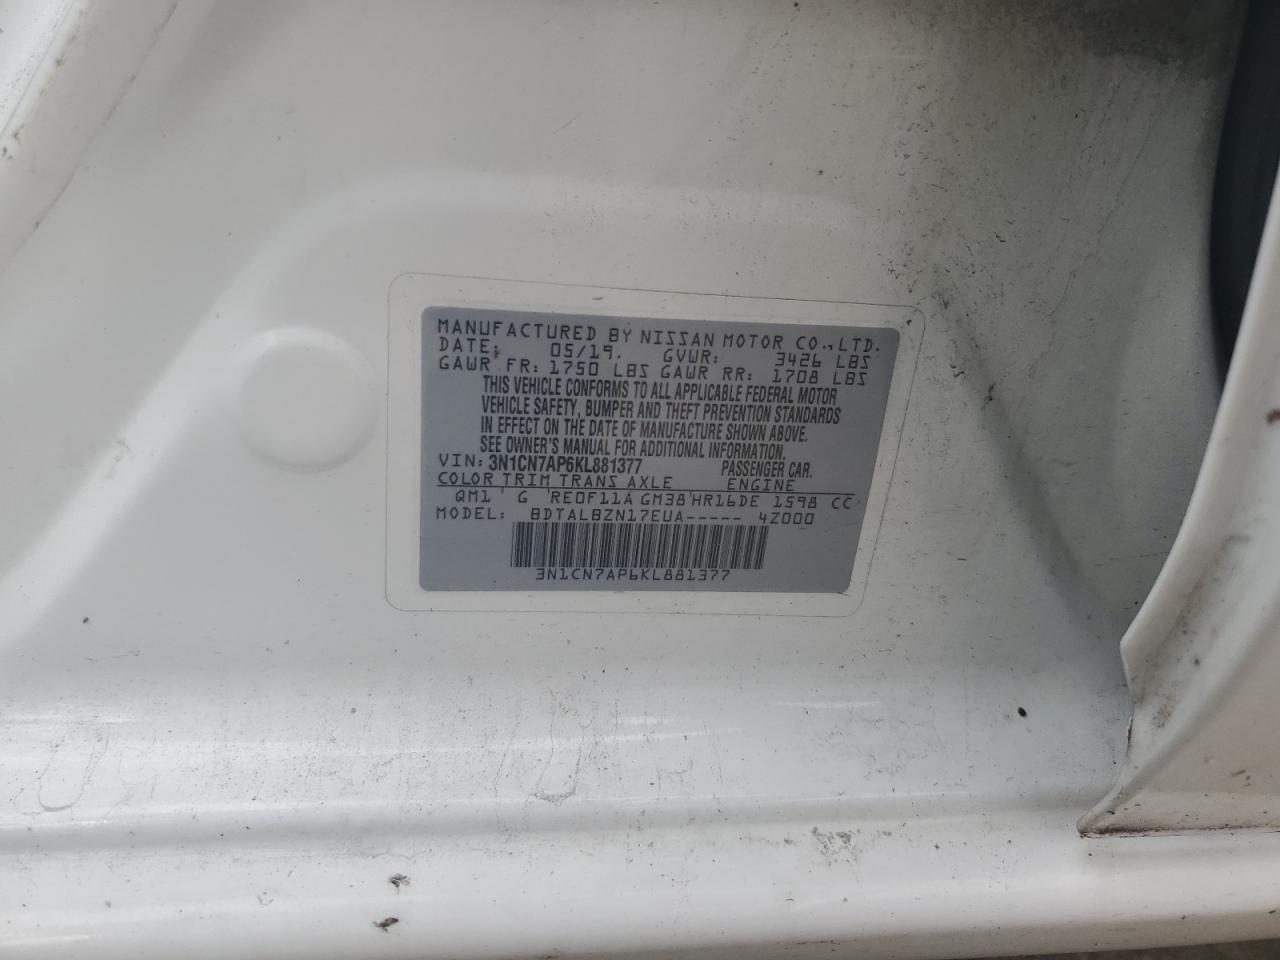 MANUFACTURED BY NISSAN MOTOR CO.,LTD.
DATE: 05/19. GVWR: 3426 LBS
GAWR FR: 1750 LBS GAWR RR: 1708 LBS
THIS VEHICLE CONFORMS TO ALL APPLICABLE FEDERAL MOTOR
VEHICLE SAFETY, BUMPER AND THEFT PREVENTION STANDARDS
IN EFFECT ON THE DATE OF MANUFACTURE SHOWN ABOVE.
SEE OWNER'S MANUAL FOR ADDITIONAL INFORMATION.
VIN: 3N1CN7AP6KL881377 PASSENGER CAR.
COLOR TRIM TRANS AXLE ENGINE
QM1 G RE0F11A GM38 HR16DE 1598 CC
MODEL: BDTALBZN17EUA----- 4Z000
3N1CN7AP6KL881377